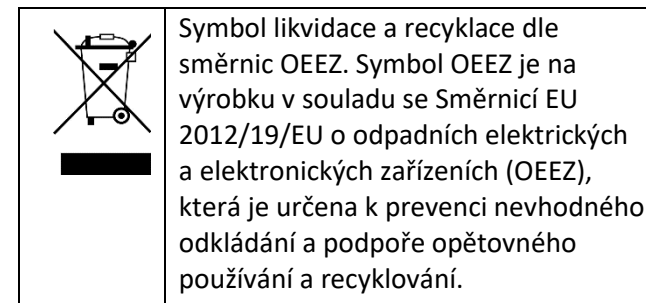 Symbol likvidace a recyklace dle
směrnic OEEZ. Symbol OEEZ je na
výrobku v souladu se Směrnicí EU
2012/19/EU o odpadních elektrických
a elektronických zařízeních (OEEZ),
která je určena k prevenci nevhodného
odkládání a podpoře opětovného
používání a recyklování.